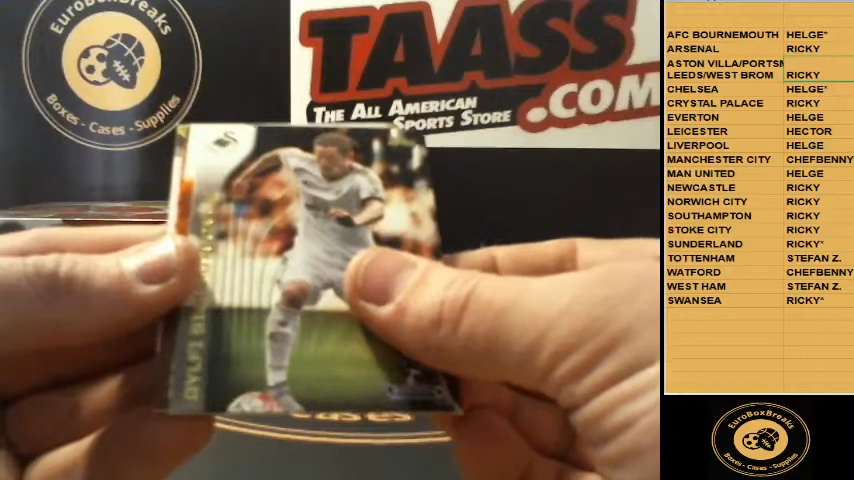 EuroBoxBreaks
Boxes - Cases - Supplies
TAASS
.COM
THE ALL AMERICAN
SPORTS STORE
GYLFI
AFC BOURNEMOUTH HELGE*
ARSENAL RICKY
ASTON VILLA/PORTSM
LEEDS/WEST BROM RICKY
CHELSEA HELGE*
CRYSTAL PALACE RICKY
EVERTON HELGE
LEICESTER HECTOR
LIVERPOOL HELGE
MANCHESTER CITY CHEFBENNY
MAN UNITED HELGE
NEWCASTLE RICKY
NORWICH CITY RICKY
SOUTHAMPTON RICKY
STOKE CITY RICKY
SUNDERLAND RICKY*
TOTTENHAM STEFAN Z.
WATFORD CHEFBENNY
WEST HAM STEFAN Z.
SWANSEA RICKY*
EuroBoxBreaks
Boxes - Cases - Supplies